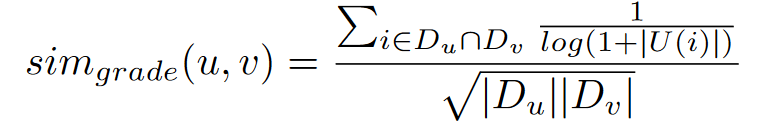 sim_{grade}(u, v) = \frac{\sum_{i \in D_u \cap D_v} \frac{1}{log(1+|U(i)|)}}{\sqrt{|D_u||D_v|}}